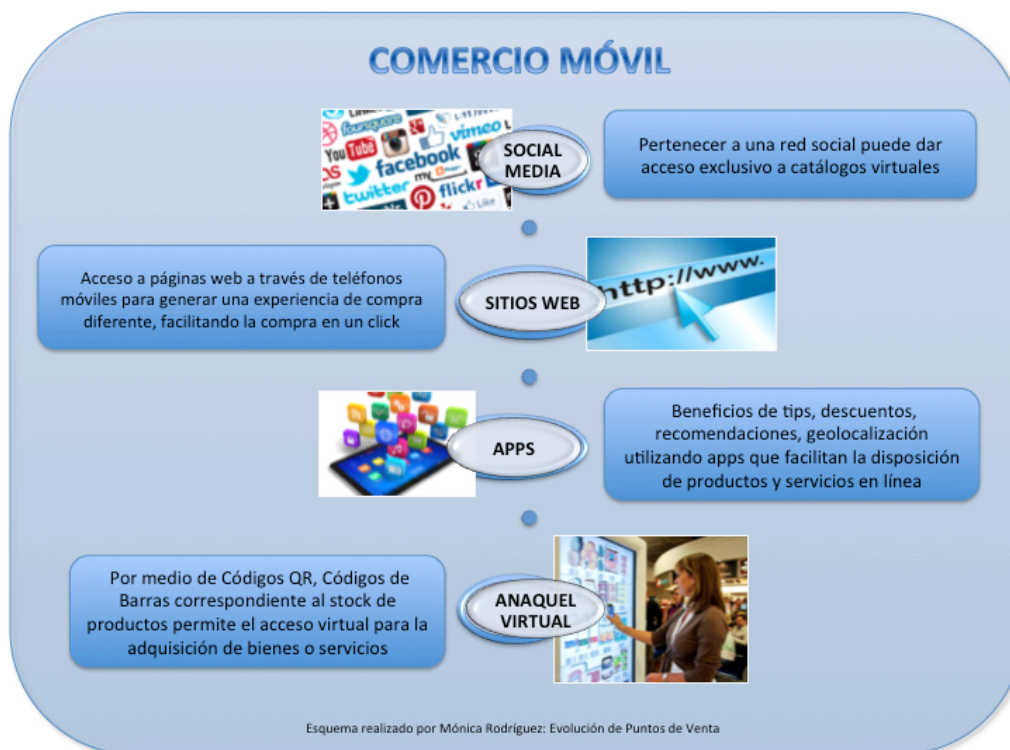 COMERCIO MÓVIL
foursquare
vimeo
You Tube
facebook
my
twitter
flickr
Like
SOCIAL
MEDIA
Pertenecer a una red social puede dar
acceso exclusivo a catálogos virtuales
Acceso a páginas web a través de teléfonos
móviles para generar una experiencia de compra
diferente, facilitando la compra en un click
SITIOS WEB
http://www.
APPS
Beneficios de tips, descuentos,
recomendaciones, geolocalización
utilizando apps que facilitan la disposición
de productos y servicios en línea
Por medio de Códigos QR, Códigos de
Barras correspondiente al stock de
productos permite el acceso virtual para la
adquisición de bienes o servicios
ANAQUEL
VIRTUAL
Esquema realizado por Mónica Rodríguez: Evolución de Puntos de Venta